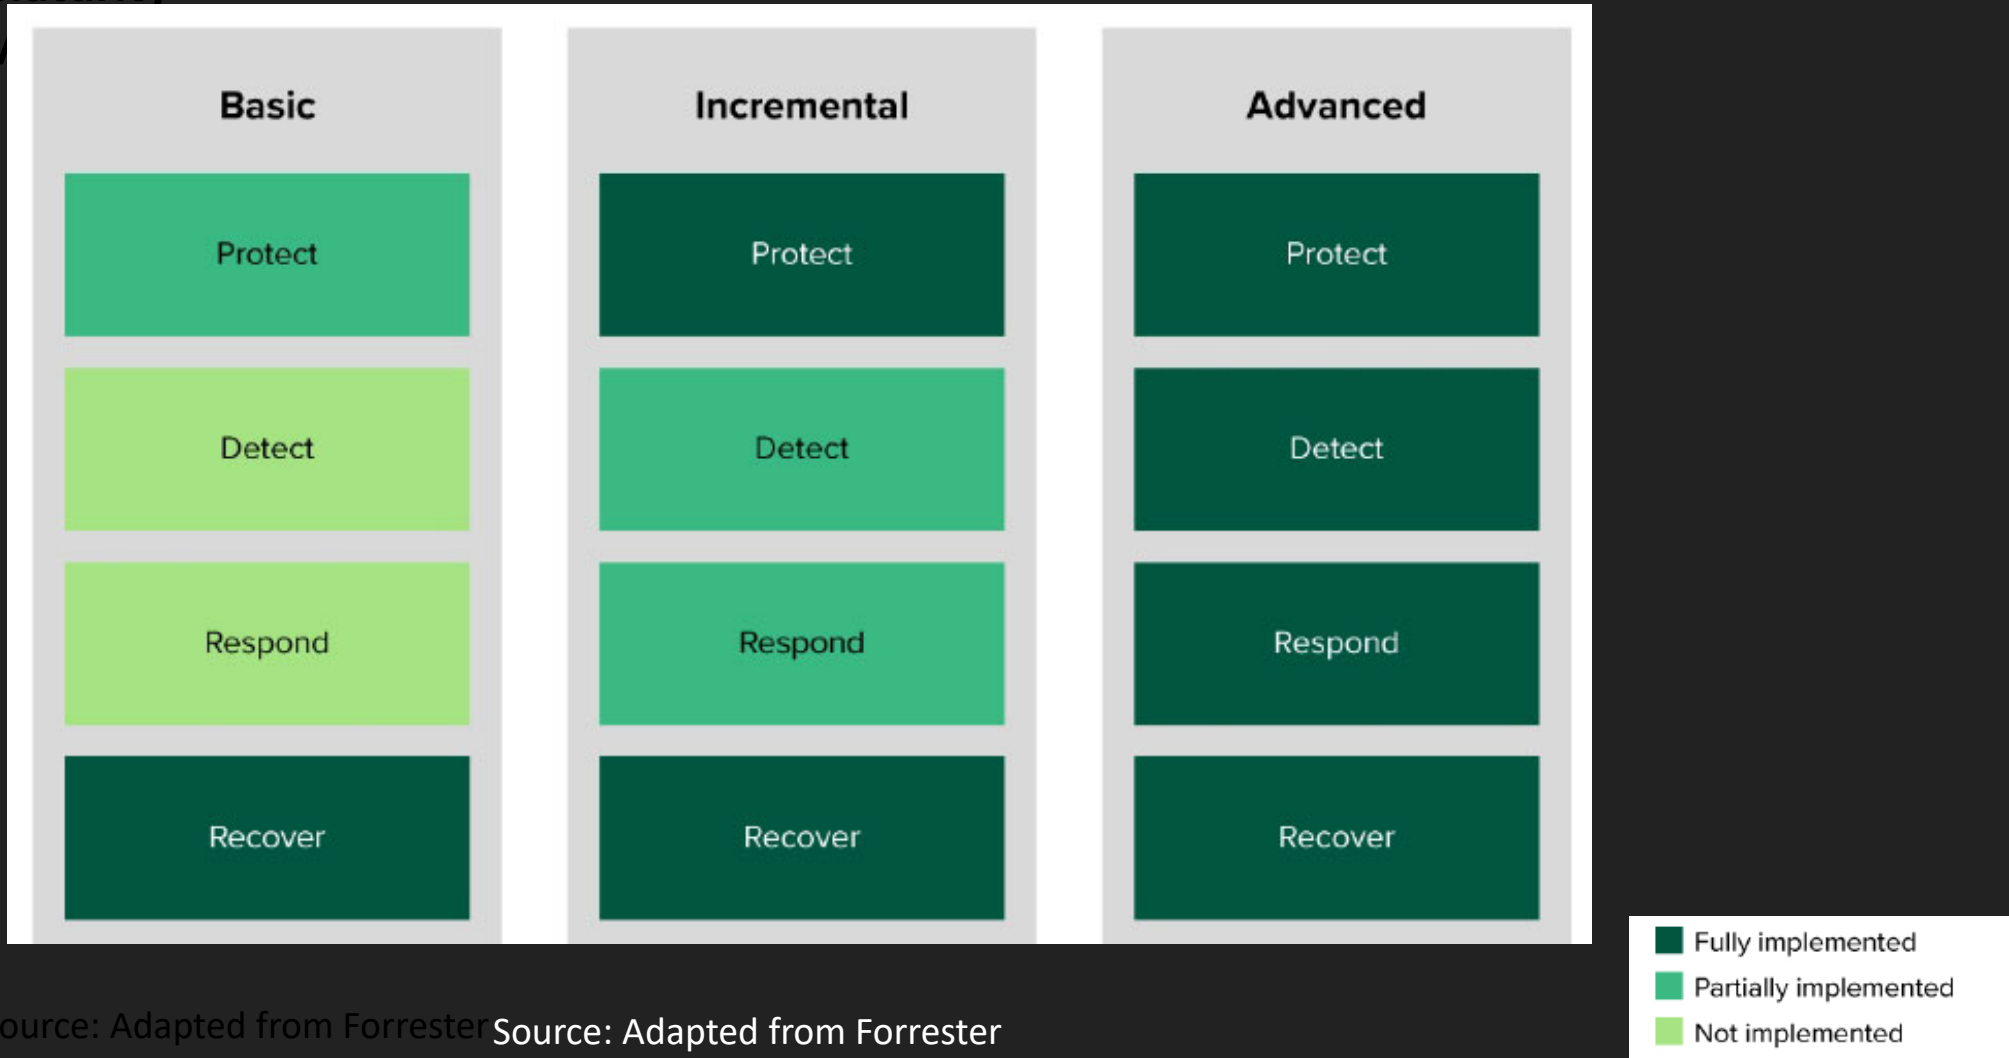 Basic
Incremental
Advanced
Protect
Protect
Protect
Detect
Detect
Detect
Respond
Respond
Respond
Recover
Recover
Recover
Fully implemented
Partially implemented
Not implemented
ource: Adapted from Forrester
Source: Adapted from Forrester